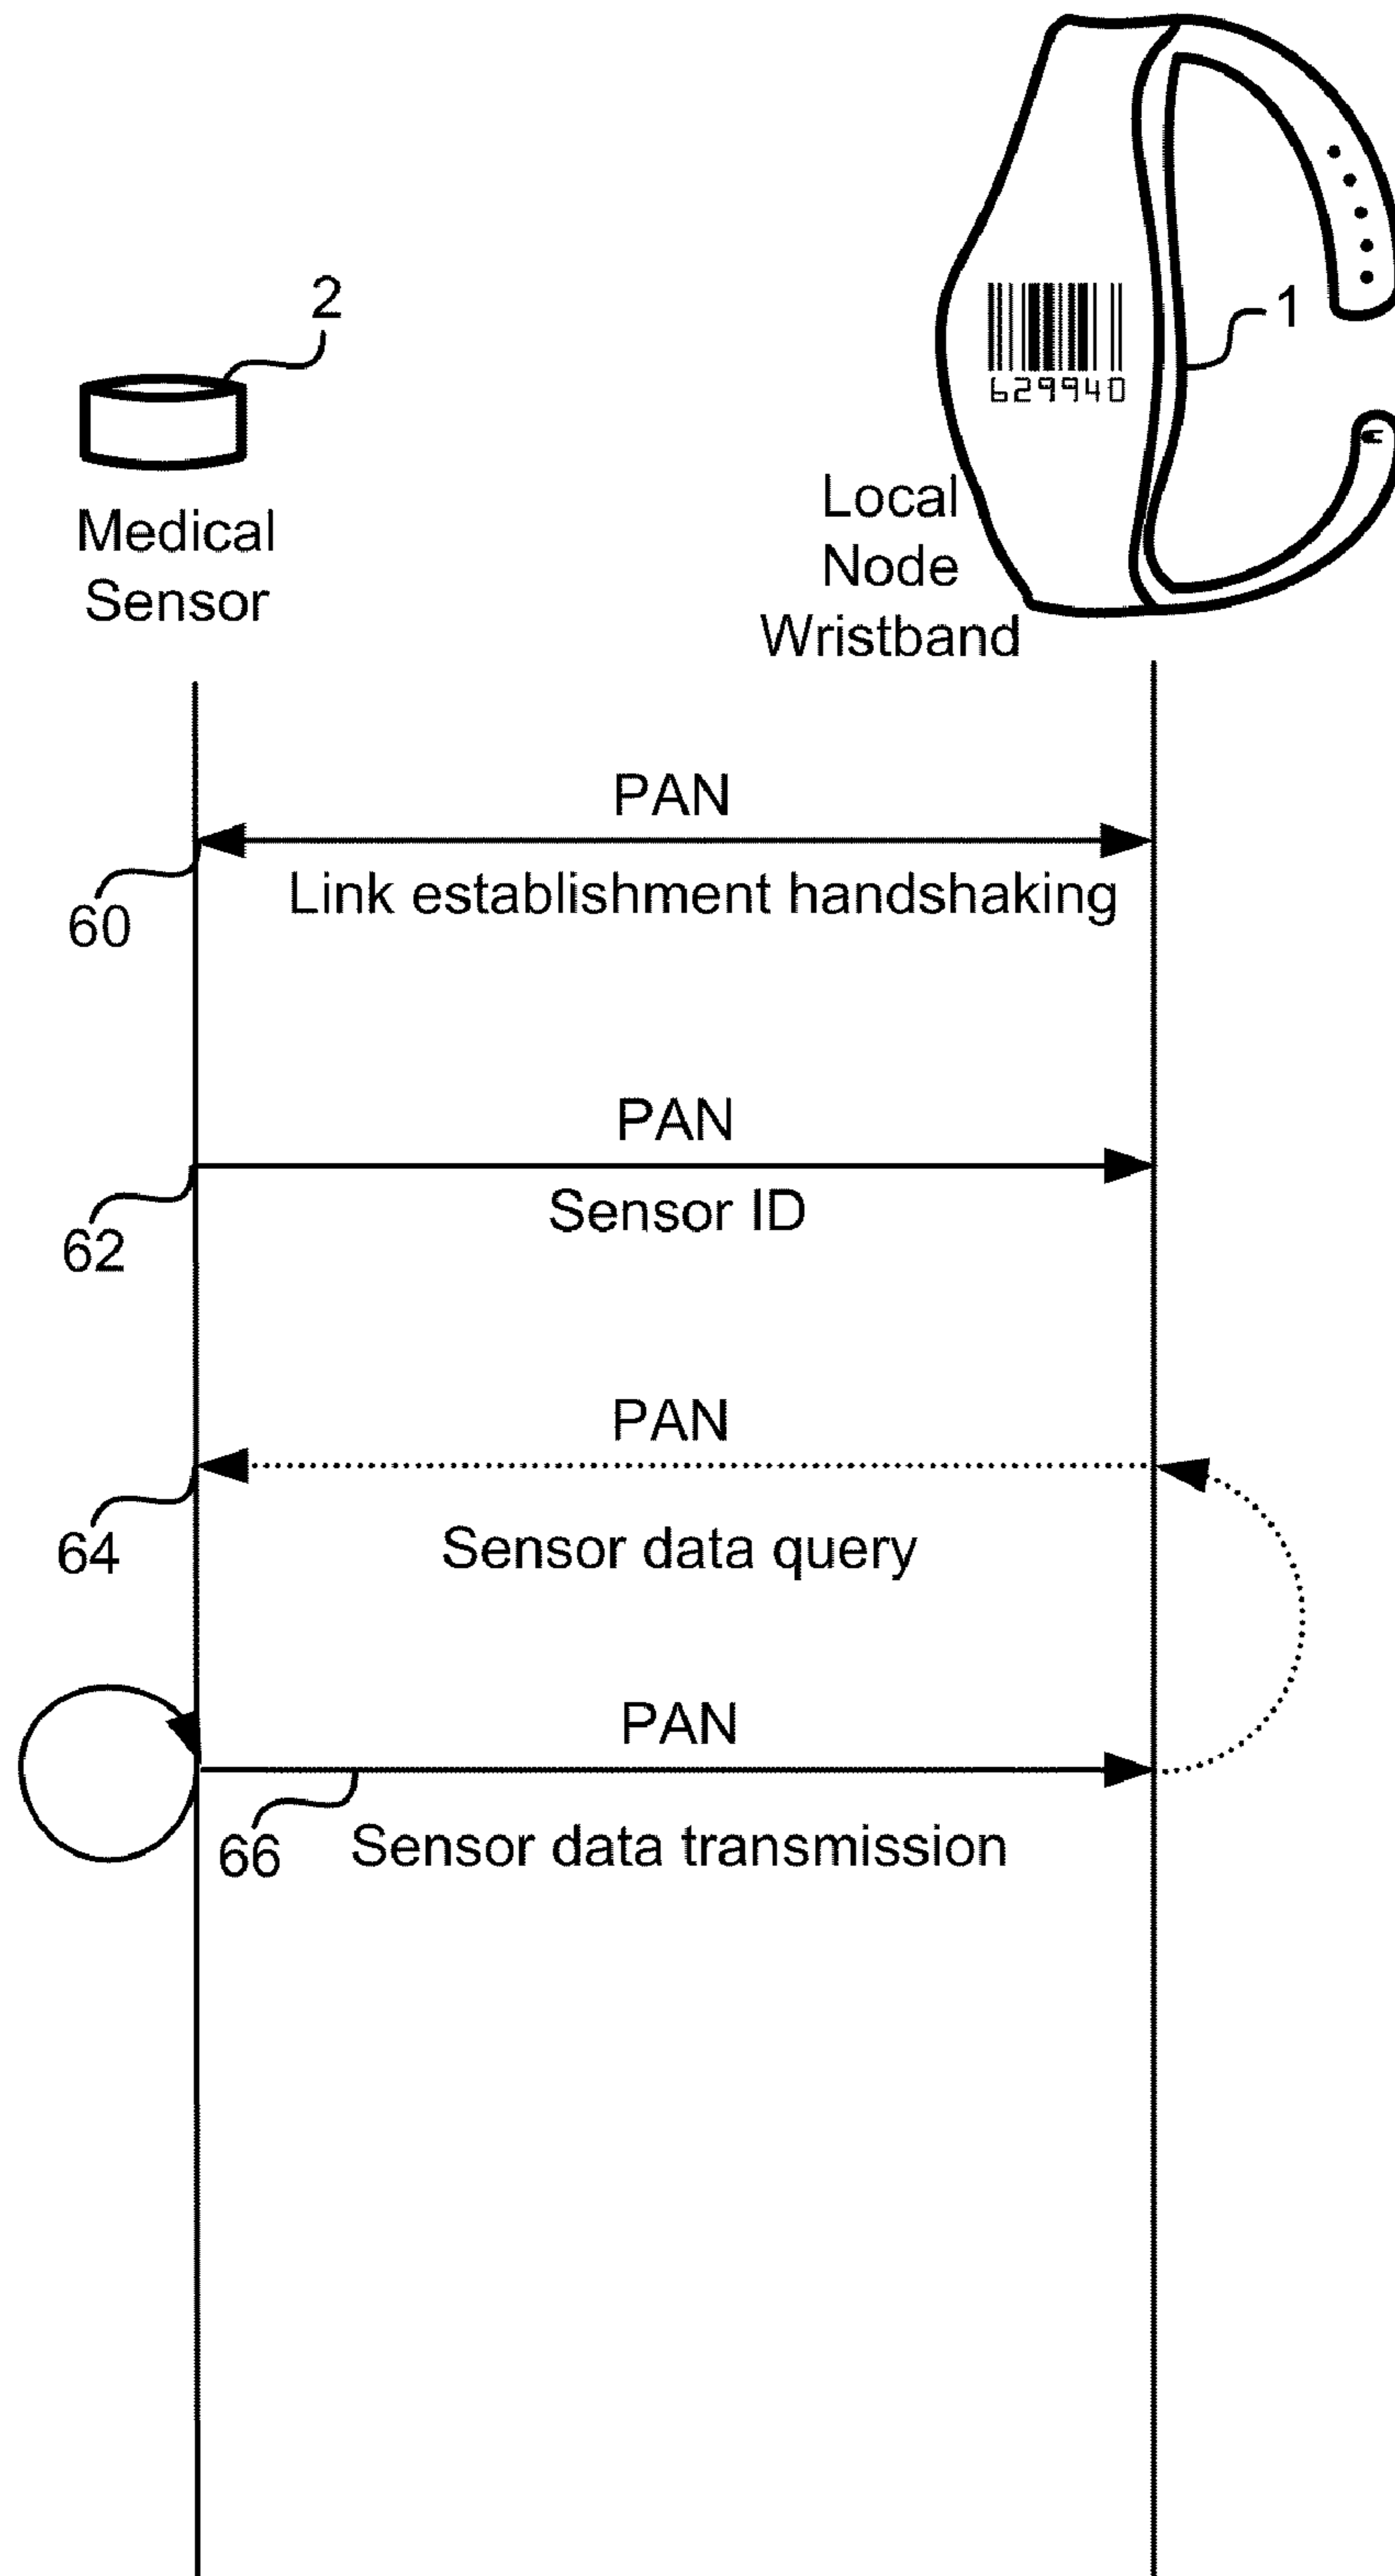 2
1
629940
Medical
Sensor
Local
Node
Wristband
PAN
60
Link establishment handshaking
PAN
62
Sensor ID
PAN
64
Sensor data query
PAN
66
Sensor data transmission